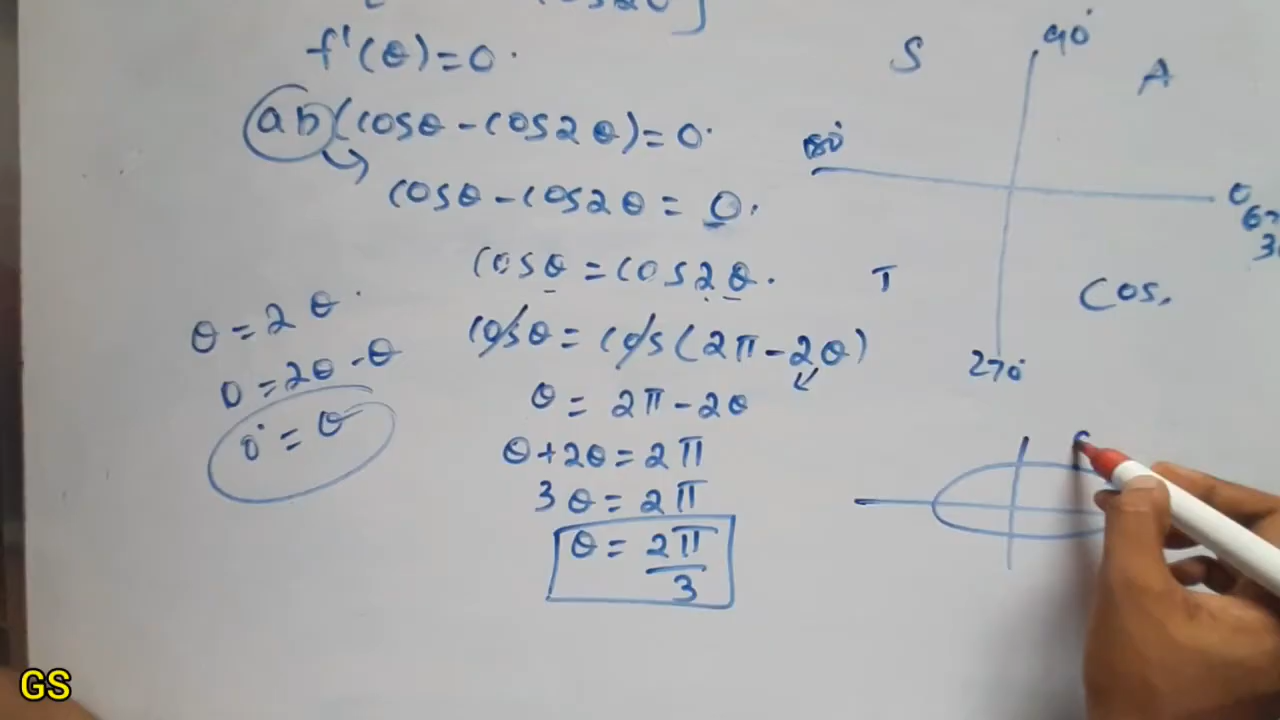 cos2θ]
f'(θ)=0.
ab(cosθ-cos2θ)=0.
cosθ-cos2θ = 0.
cosθ = cos2θ.
cosθ = cos(2π-2θ)
θ = 2π-2θ
θ+2θ=2π
3θ=2π
θ = 2π/3
θ=2θ.
0=2θ-θ
0=θ
90°
S
A
180°
0
T
Cos.
270°
GS